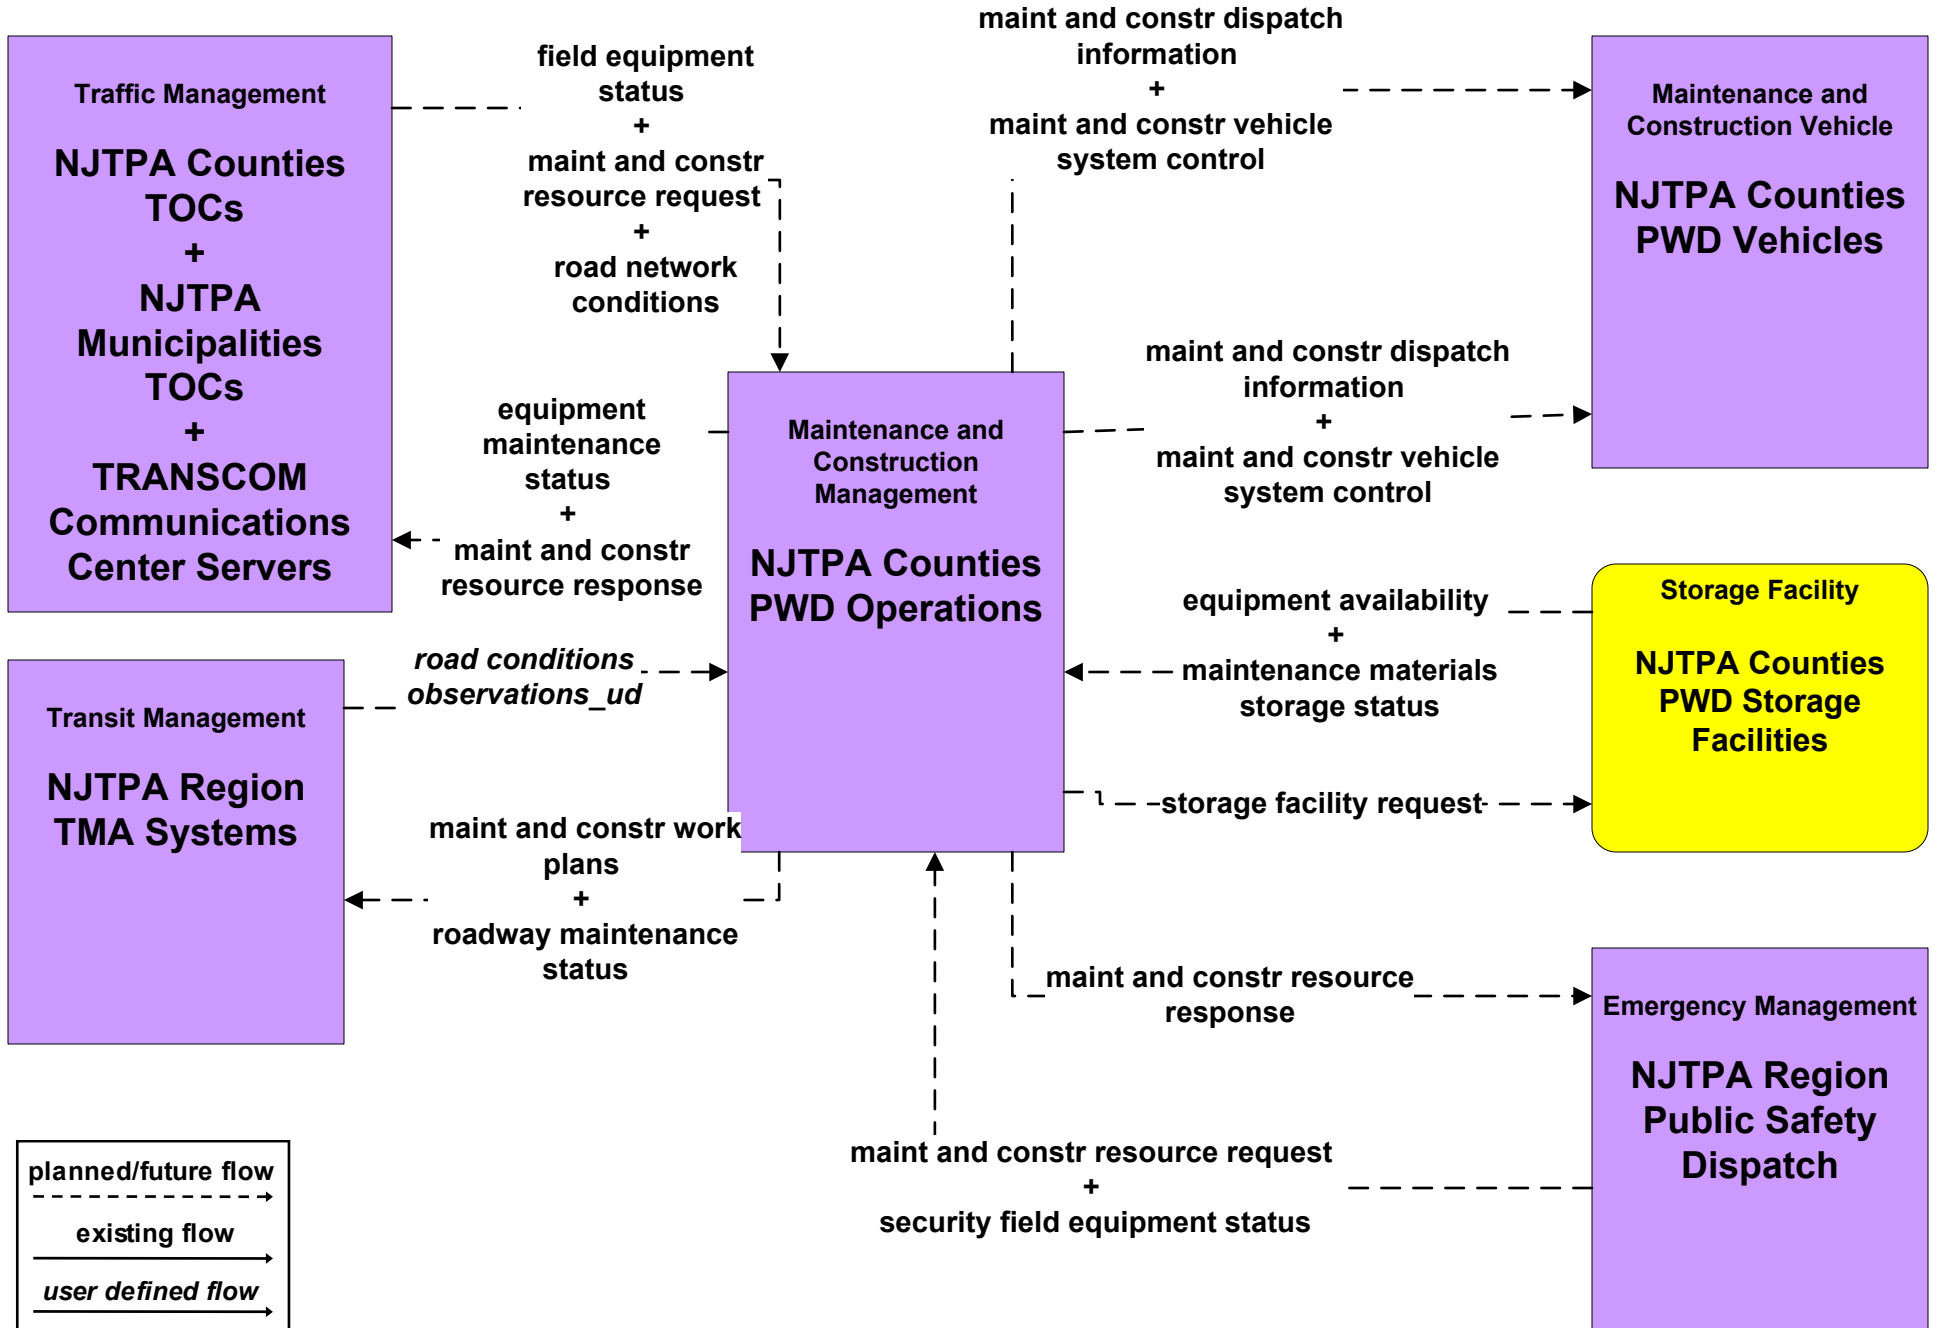 Traffic Management
NJTPA Counties
TOCs
+
NJTPA
Municipalities
TOCs
+
TRANSCOM
Communications
Center Servers
field equipment
status
+
maint and constr
resource request
+
road network
conditions
maint and constr dispatch
information
+
maint and constr vehicle
system control
Maintenance and
Construction Vehicle
NJTPA Counties
PWD Vehicles
equipment
maintenance
status
+
maint and constr
resource response
Maintenance and
Construction
Management
NJTPA Counties
PWD Operations
maint and constr dispatch
information
+
maint and constr vehicle
system control
equipment availability
+
maintenance materials
storage status
Storage Facility
NJTPA Counties
PWD Storage
Facilities
storage facility request
road conditions
observations_ud
Transit Management
NJTPA Region
TMA Systems
maint and constr work
plans
+
roadway maintenance
status
maint and constr resource
response
Emergency Management
NJTPA Region
Public Safety
Dispatch
maint and constr resource request
+
security field equipment status
planned/future flow
existing flow
user defined flow